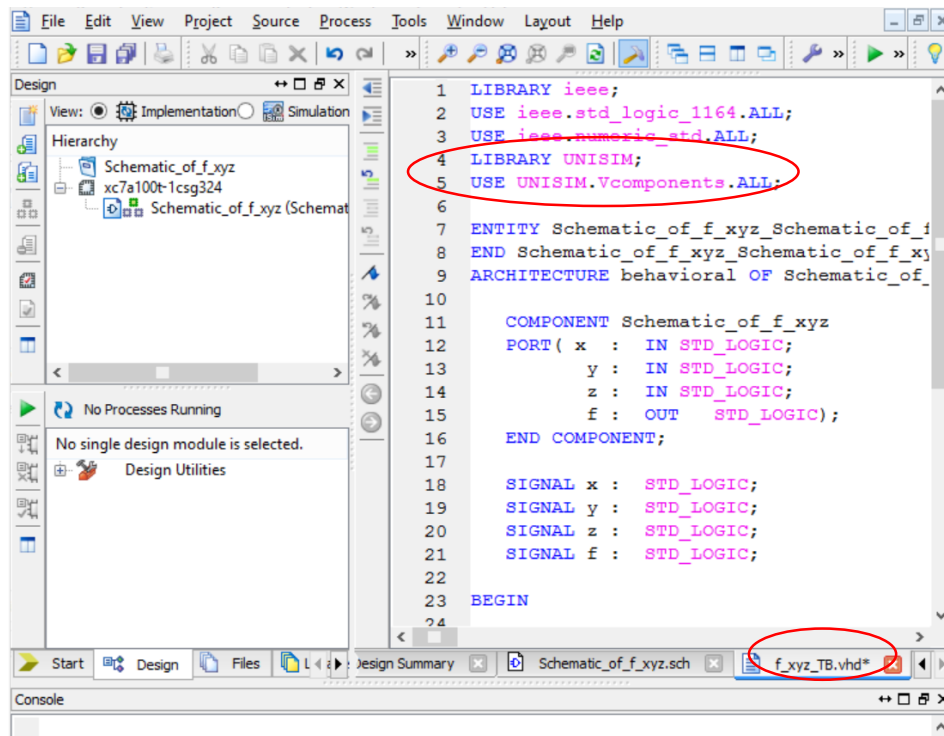 File Edit View Project Source Process Tools Window Layout Help
» » »
Design
View: Implementation Simulation
Hierarchy
Schematic_of_f_xyz
xc7a100t-1csg324
Schematic_of_f_xyz (Schemat
No Processes Running
No single design module is selected.
Design Utilities
Start Design Files
1 LIBRARY ieee;
2 USE ieee.std_logic_1164.ALL;
3 USE ieee.numeric_std.ALL;
4 LIBRARY UNISIM;
5 USE UNISIM.Vcomponents.ALL;
6
7 ENTITY Schematic_of_f_xyz_Schematic_of_f
8 END Schematic_of_f_xyz_Schematic_of_f_xy
9 ARCHITECTURE behavioral OF Schematic_of_
10
11 COMPONENT Schematic_of_f_xyz
12 PORT( x : IN STD_LOGIC;
13 y : IN STD_LOGIC;
14 z : IN STD_LOGIC;
15 f : OUT STD_LOGIC);
16 END COMPONENT;
17
18 SIGNAL x : STD_LOGIC;
19 SIGNAL y : STD_LOGIC;
20 SIGNAL z : STD_LOGIC;
21 SIGNAL f : STD_LOGIC;
22
23 BEGIN
24
Design Summary Schematic_of_f_xyz.sch f_xyz_TB.vhd*
Console